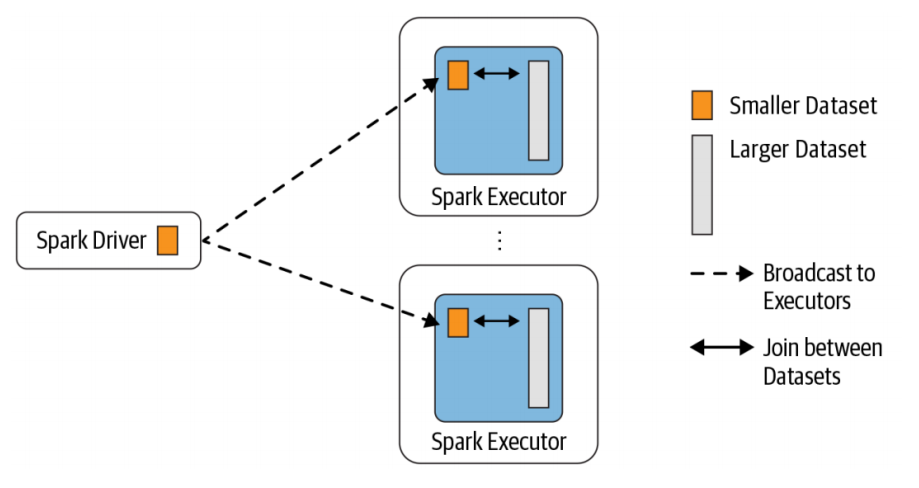 Spark Executor
Spark Driver
Spark Executor
Smaller Dataset
Larger Dataset
Broadcast to
Executors
Join between
Datasets